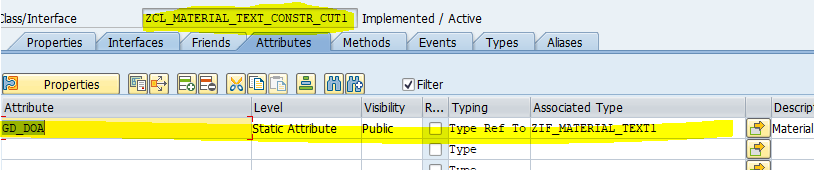 Class/Interface ZCL_MATERIAL_TEXT_CONSTR_CUT1 Implemented / Active
Properties Interfaces Friends Attributes Methods Events Types Aliases
Properties Filter
Attribute Level Visibility R... Typing Associated Type Descript
GD_DOA Static Attribute Public Type Ref To ZIF_MATERIAL_TEXT1 Material
Type